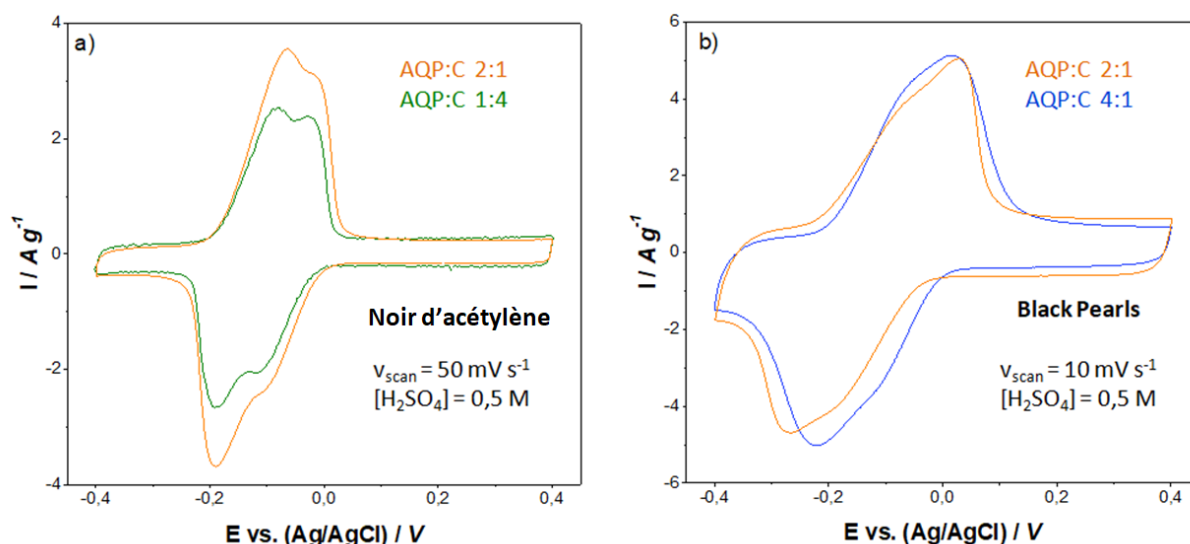 a)
AQP:C 2:1
AQP:C 1:4
Noir d’acétylène
v_scan = 50 mV s⁻¹
[H₂SO₄] = 0,5 M
I / A g⁻¹
4
2
0
-2
-4
-0,4 -0,2 0,0 0,2 0,4
E vs. (Ag/AgCl) / V
b)
AQP:C 2:1
AQP:C 4:1
Black Pearls
v_scan = 10 mV s⁻¹
[H₂SO₄] = 0,5 M
I / A g⁻¹
6
4
2
0
-2
-4
-6
-0,4 -0,2 0,0 0,2 0,4
E vs. (Ag/AgCl) / V